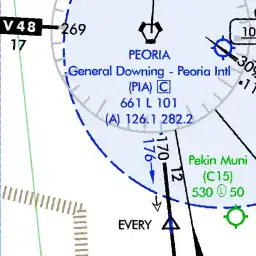 V 48
269
17
10
309
PEORIA
General Downing - Peoria Intl
(PIA) C
661 L 101
(A) 126.1 282.2
170
12
176
Pekin Muni
(C15)
530 L 50
EVERY